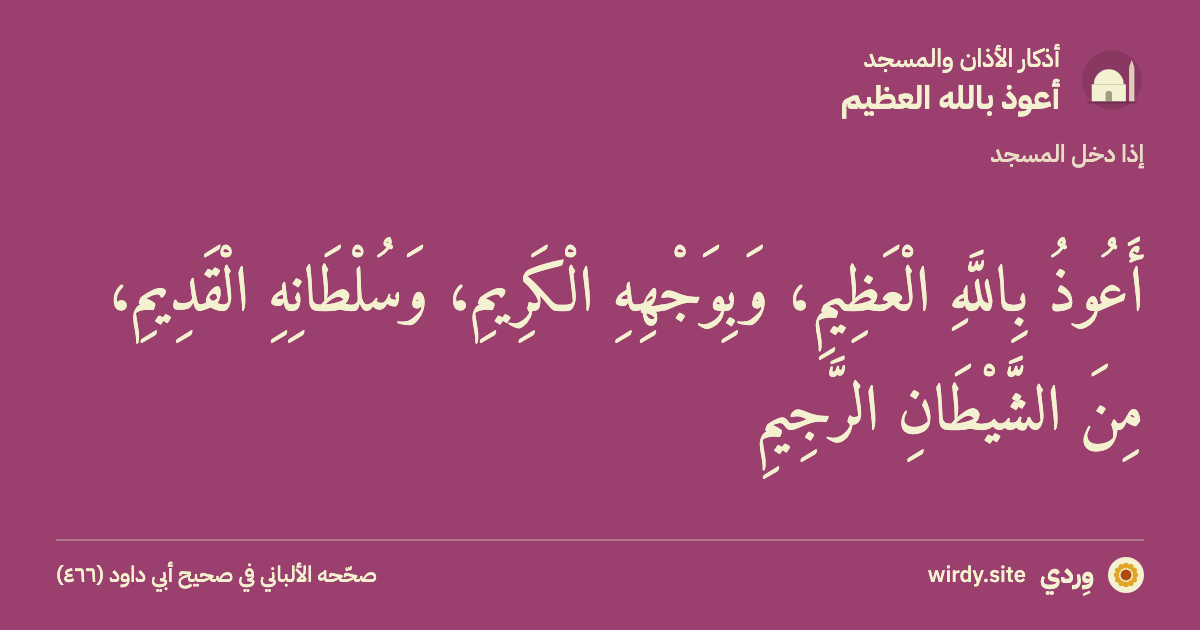 أذكار الأذان والمسجد
أعوذ بالله العظيم
إذا دخل المسجد
أَعُوذُ بِاللَّهِ الْعَظِيمِ، وَبِوَجْهِهِ الْكَرِيمِ، وَسُلْطَانِهِ الْقَدِيمِ،
مِنَ الشَّيْطَانِ الرَّجِيمِ
وِردي wirdy.site
صحّحه الألباني في صحيح أبي داود (٤٦٦)